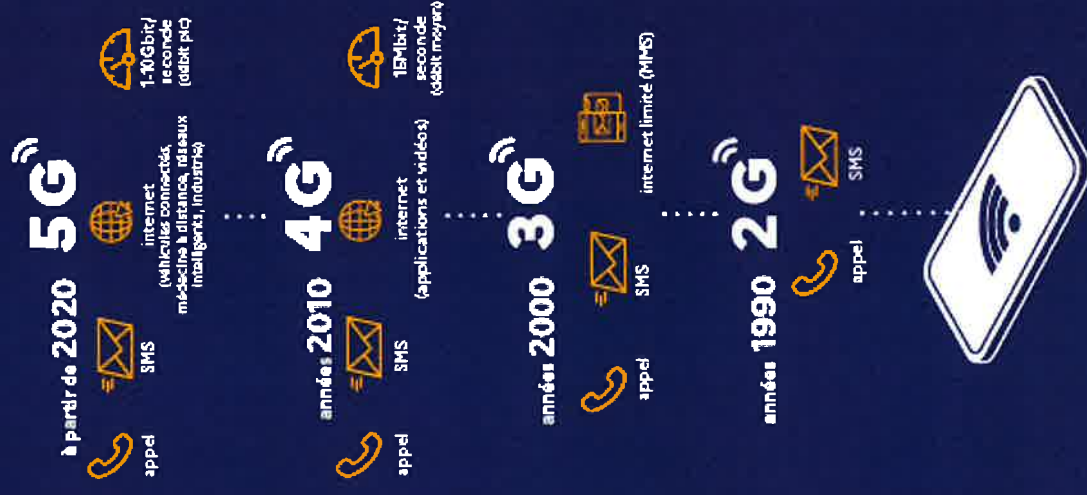 à partir de 2020 5G
appel
SMS
internet
(véhicules connectés,
médecine à distance, réseaux
intelligents, industrie)
1-10Gbit/
seconde
(débit pic)
années 2010 4G
appel
SMS
internet
(applications et vidéos)
15Mbit/
seconde
(débit moyen)
années 2000 3G
appel
SMS
internet limité (MMS)
années 1990 2G
appel
SMS